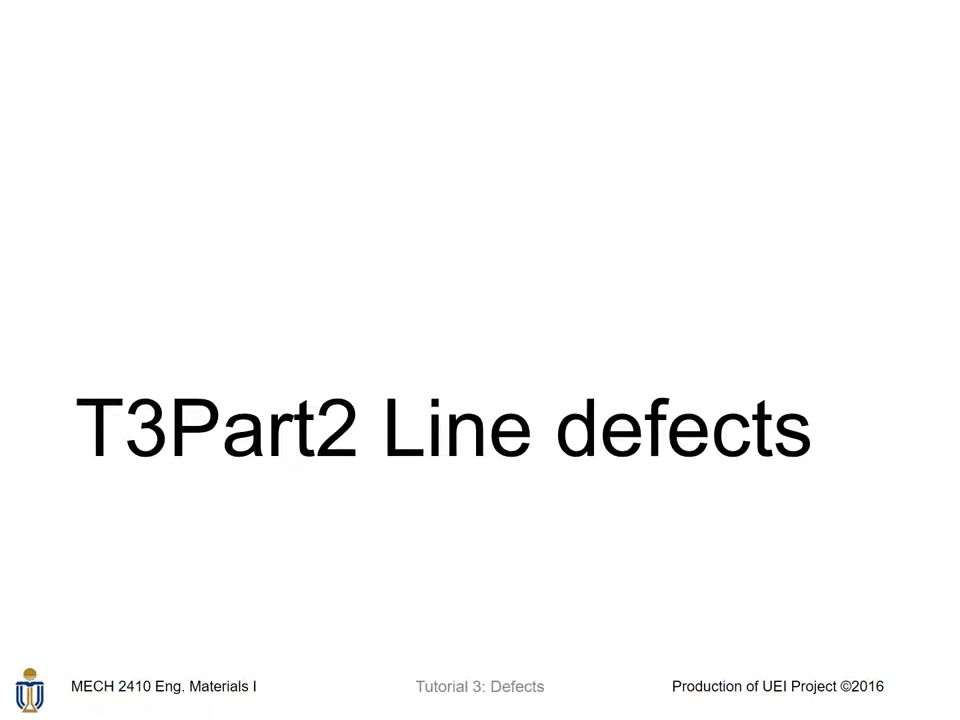 T3Part2 Line defects
MECH 2410 Eng. Materials I
Tutorial 3: Defects
Production of UEI Project ©2016